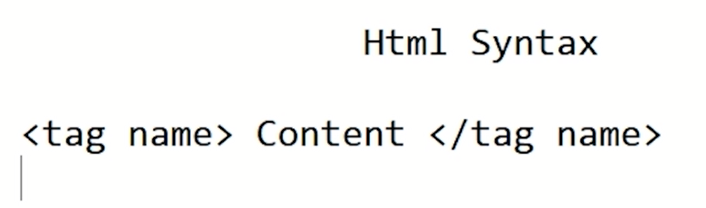 Html Syntax
<tag name> Content </tag name>